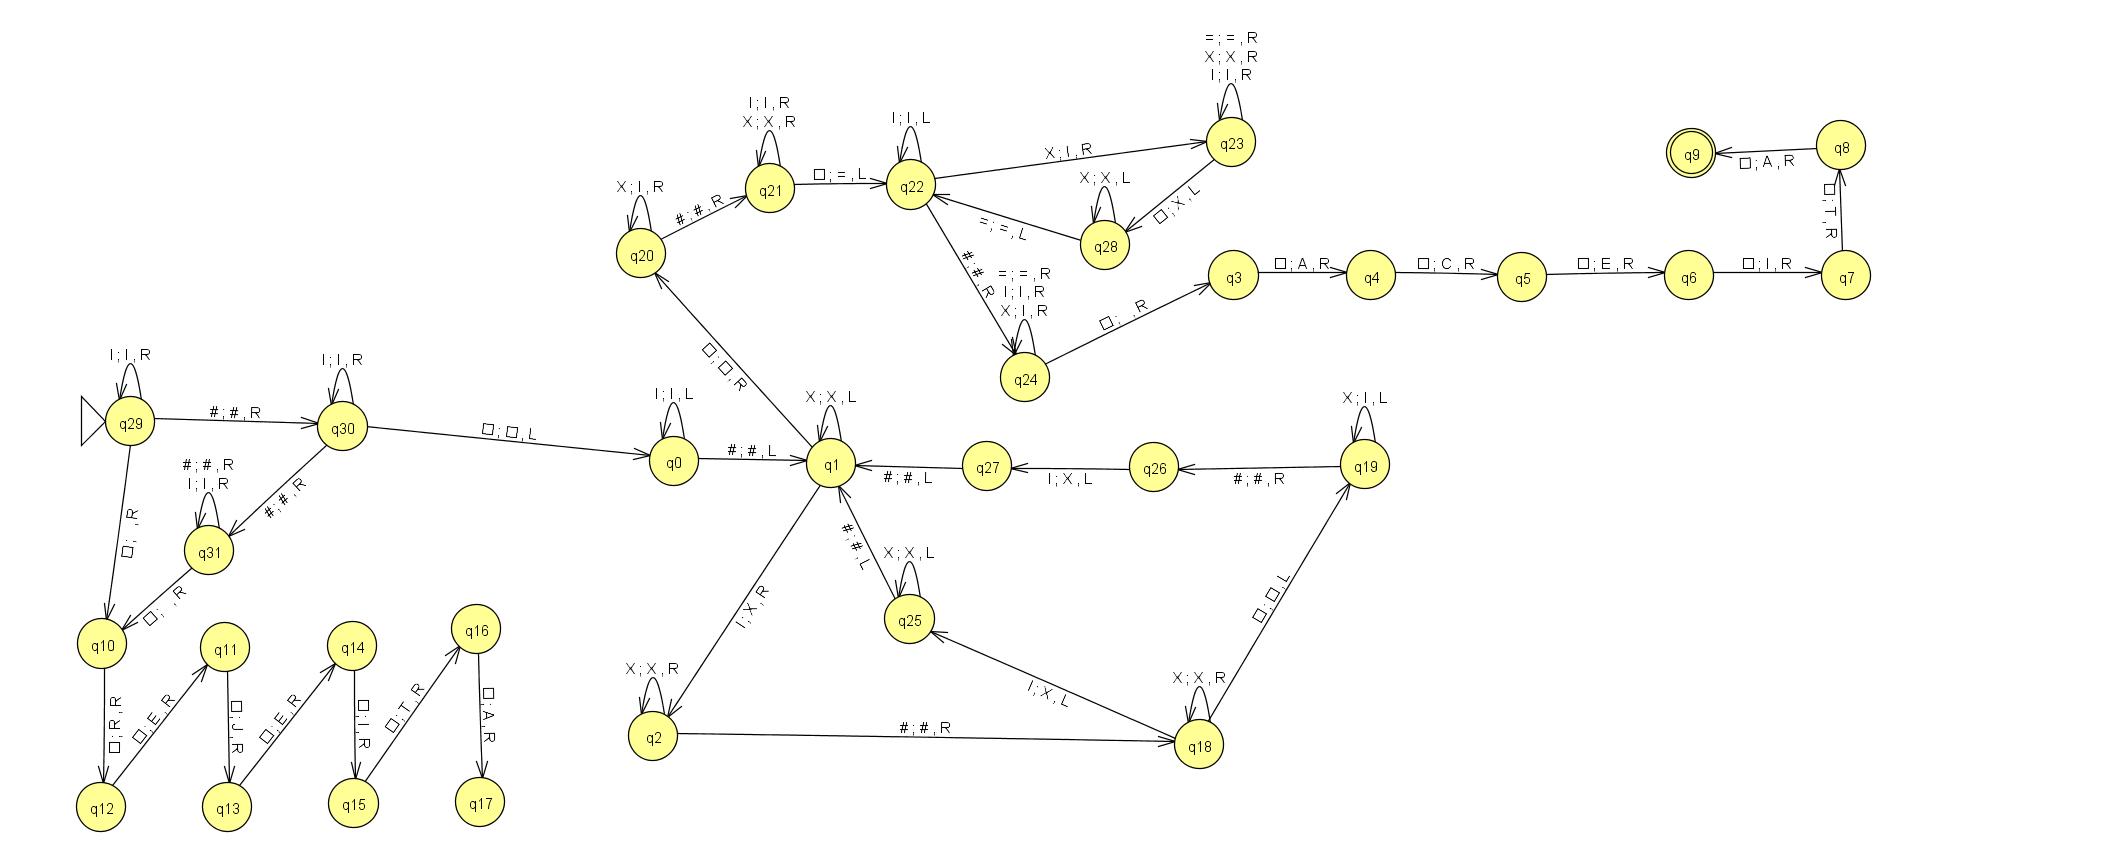 = ; = , R
X ; X , R
I ; I , R
q23
I ; I , R
X ; X , R
q21
□ ; = , L
I ; I , L
q22
X ; I , R
X ; X , L
q28
□ ; X , L
= ; = , L
q9
□ ; A , R
q8
□ ; T , R
X ; I , R
q20
# ; # , R
# ; # , R
= ; = , R
I ; I , R
X ; I , R
q24
□ ; , R
q3
□ ; A , R
q4
□ ; C , R
q5
□ ; E , R
q6
□ ; I , R
q7
□ ; □ , R
I ; I , R
q29
# ; # , R
I ; I , R
q30
□ ; □ , L
I ; I , L
q0
# ; # , L
X ; X , L
q1
# ; # , L
q27
I ; X , L
q26
# ; # , R
X ; I , L
q19
# ; # , R
I ; I , R
q31
# ; # , R
□ ; , R
□ ; , R
# ; # , L
X ; X , L
q25
I ; X , R
□ ; □ , L
I ; X , L
q10
q11
q14
q16
□ ; R , R
□ ; E , R
□ ; J , R
□ ; E , R
□ ; I , R
□ ; T , R
□ ; A , R
X ; X , R
q2
# ; # , R
X ; X , R
q18
q12
q13
q15
q17